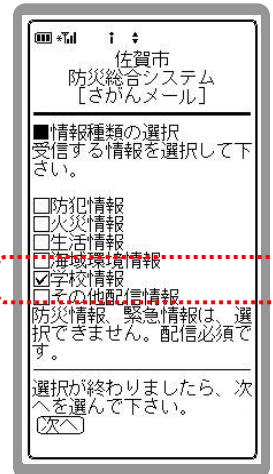 佐賀市
防災総合システム
[さがんメール]
■情報種類の選択
受信する情報を選択して下
さい。
□防犯情報
□火災情報
□生活情報
□海域環境情報
☑学校情報
□その他配信情報
防災情報、緊急情報は、選
択できません。配信必須で
す。
選択が終わりましたら、次
へを選んで下さい。
(次へ)